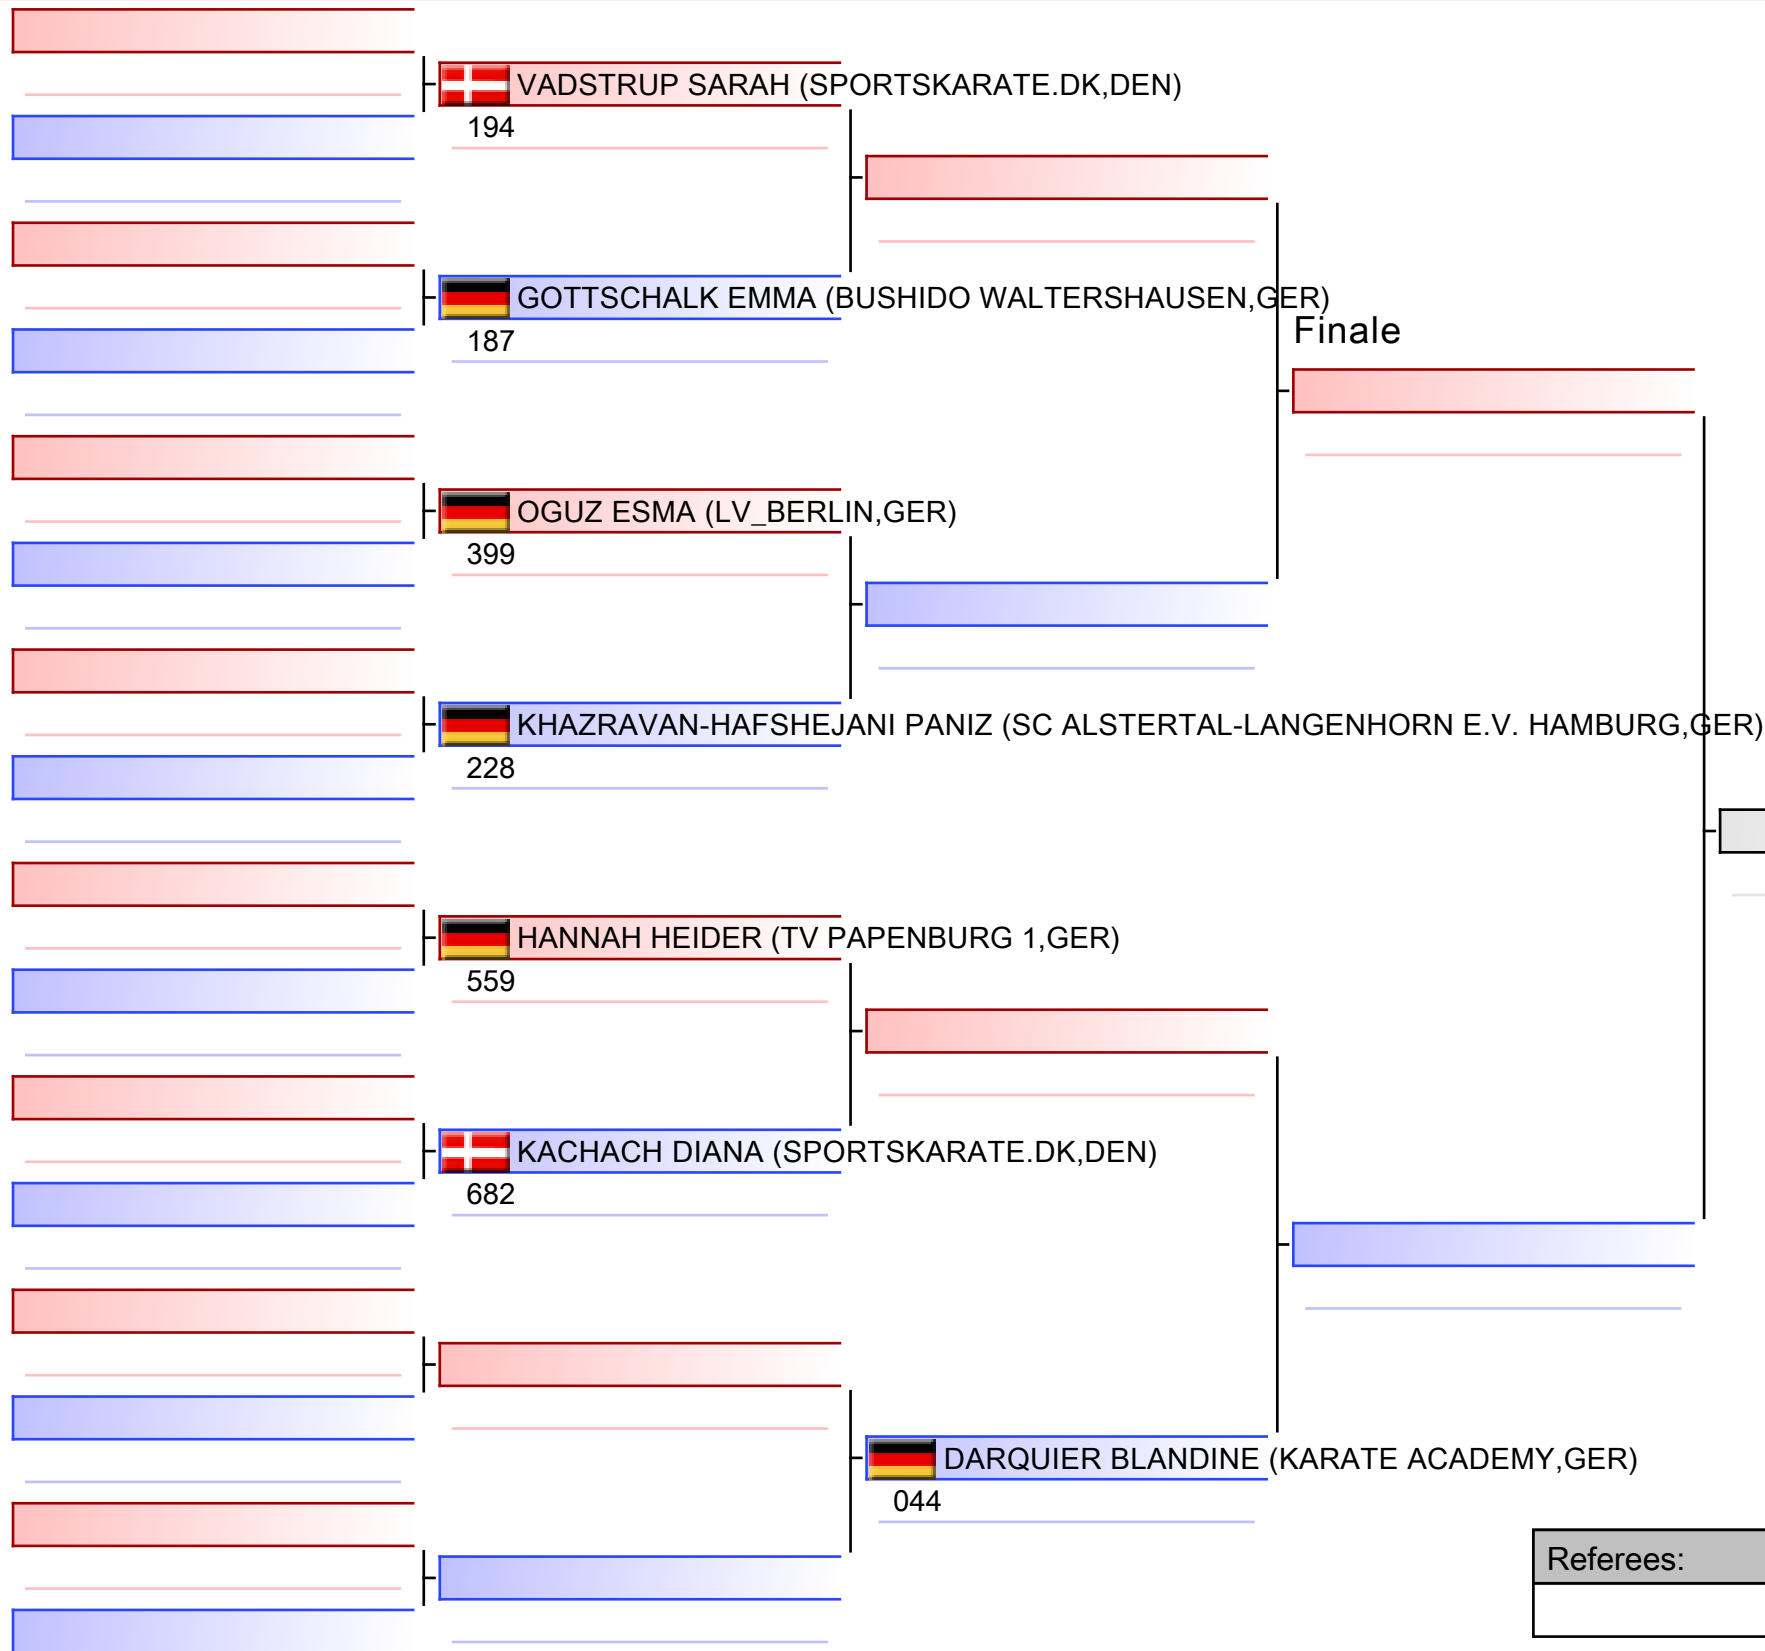 VADSTRUP SARAH (SPORTSKARATE.DK,DEN)
194
GOTTSCHALK EMMA (BUSHIDO WALTERSHAUSEN,GER)
Finale
187
OGUZ ESMA (LV_BERLIN,GER)
399
KHAZRAVAN-HAFSHEJANI PANIZ (SC ALSTERTAL-LANGENHORN E.V. HAMBURG,GER)
228
HANNAH HEIDER (TV PAPENBURG 1,GER)
559
KACHACH DIANA (SPORTSKARATE.DK,DEN)
682
DARQUIER BLANDINE (KARATE ACADEMY,GER)
044
Referees: